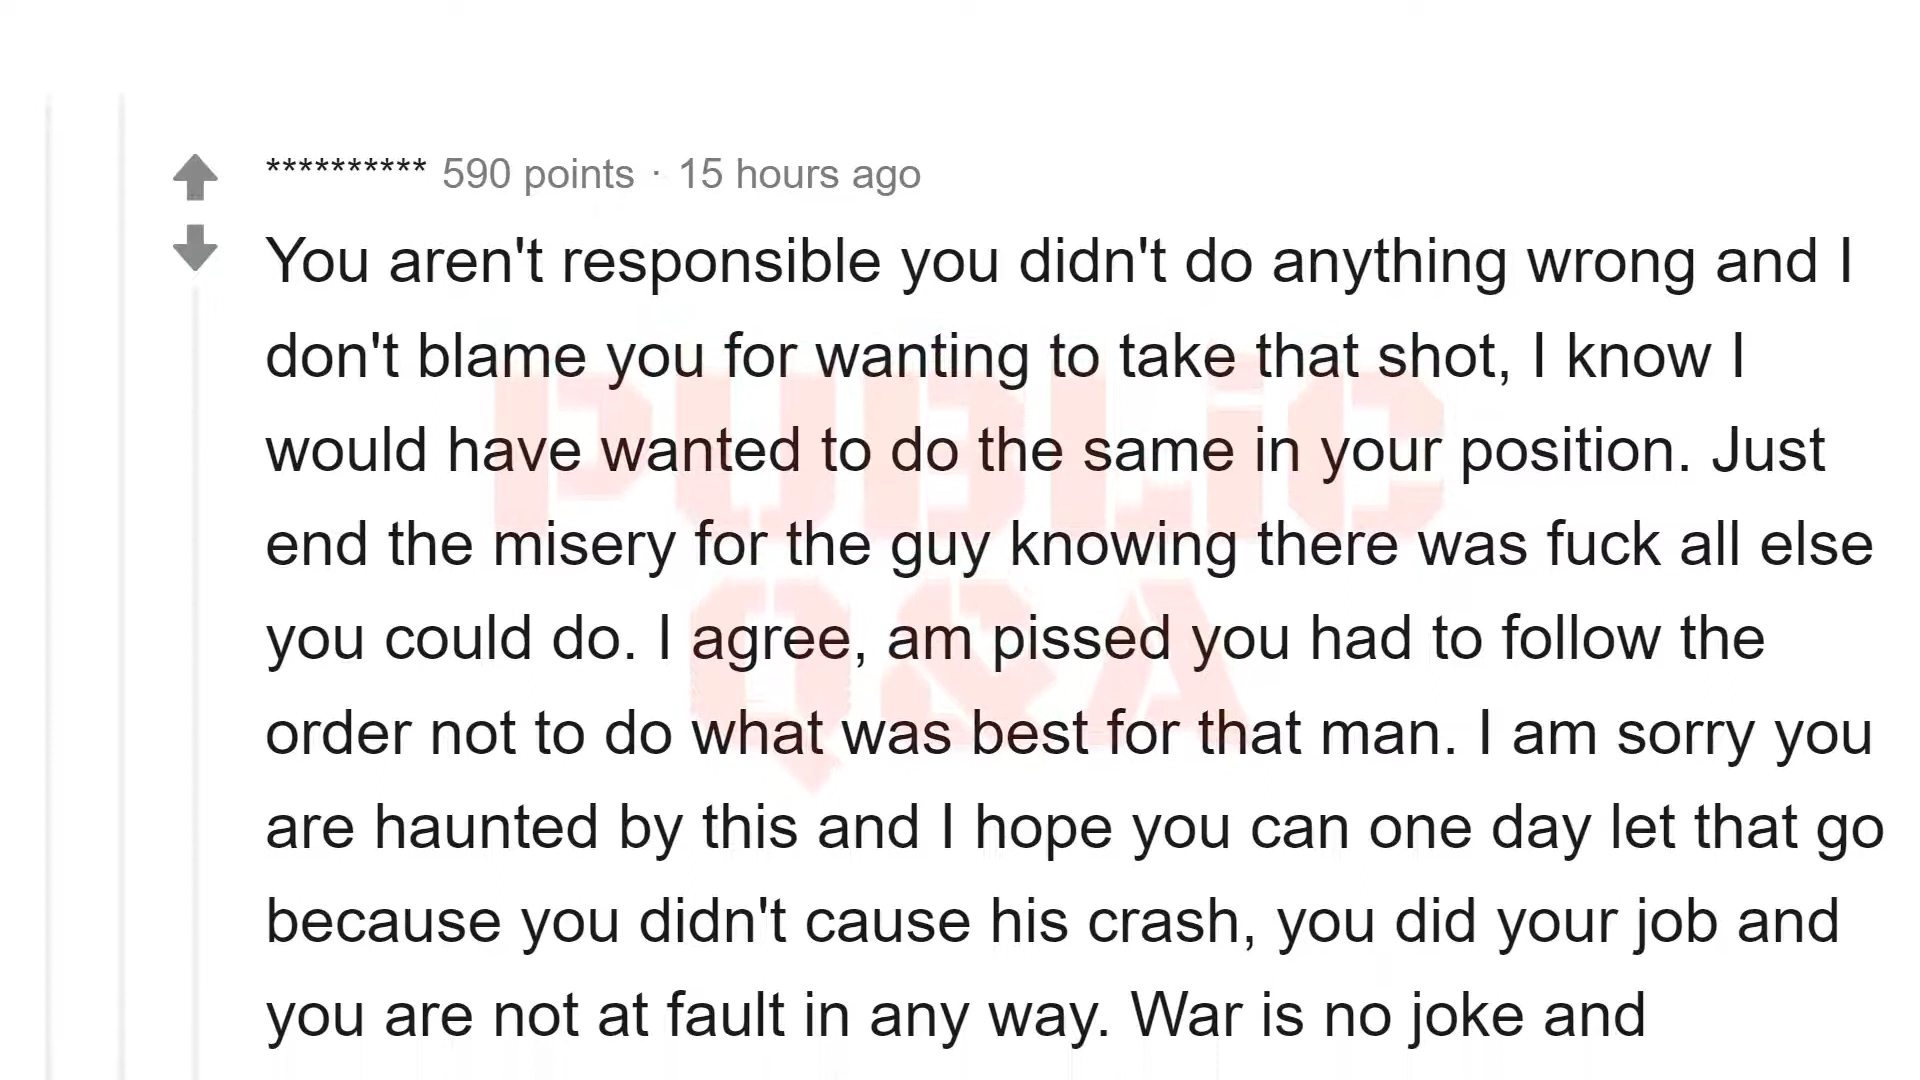 ********** 590 points · 15 hours ago
You aren't responsible you didn't do anything wrong and I
don't blame you for wanting to take that shot, I know I
would have wanted to do the same in your position. Just
end the misery for the guy knowing there was fuck all else
you could do. I agree, am pissed you had to follow the
order not to do what was best for that man. I am sorry you
are haunted by this and I hope you can one day let that go
because you didn't cause his crash, you did your job and
you are not at fault in any way. War is no joke and
PUBLiC
Q&A